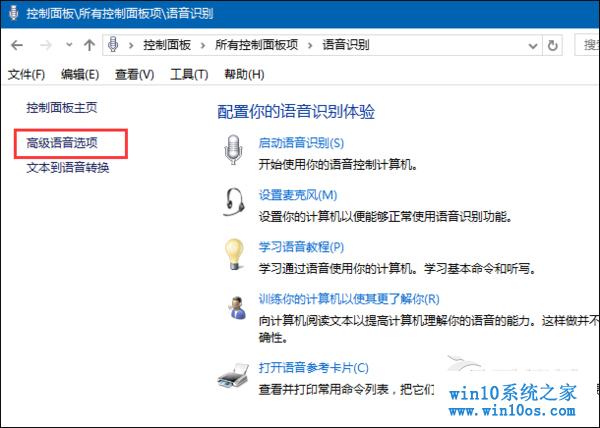 控制面板\所有控制面板项\语音识别
控制面板 > 所有控制面板项 > 语音识别
搜索
文件(F) 编辑(E) 查看(V) 工具(T) 帮助(H)
控制面板主页
高级语音选项
文本到语音转换
配置你的语音识别体验
启动语音识别(S)
开始使用你的语音控制计算机。
设置麦克风(M)
设置你的计算机以便能够正常使用语音识别功能。
学习语音教程(P)
学习通过语音使用你的计算机。学习基本命令和听写。
训练你的计算机以使其更了解你(R)
向计算机阅读文本以提高计算机理解你的语音的能力。这样做并不
确性。
打开语音参考卡片(C)
查看并打印常用命令列表，把它们
win10系统之家
www.win10os.com